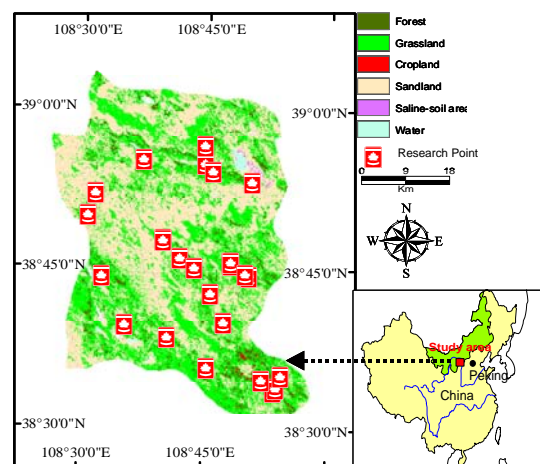 108°30'0"E 108°45'0"E
39°0'0"N
39°0'0"N
38°45'0"N
38°45'0"N
38°30'0"N
38°30'0"N
108°30'0"E 108°45'0"E
Forest
Grassland
Cropland
Sandland
Saline-soil area
Water
Research Point
0 9 18
Km
N
W E
S
Study area
Peking
China